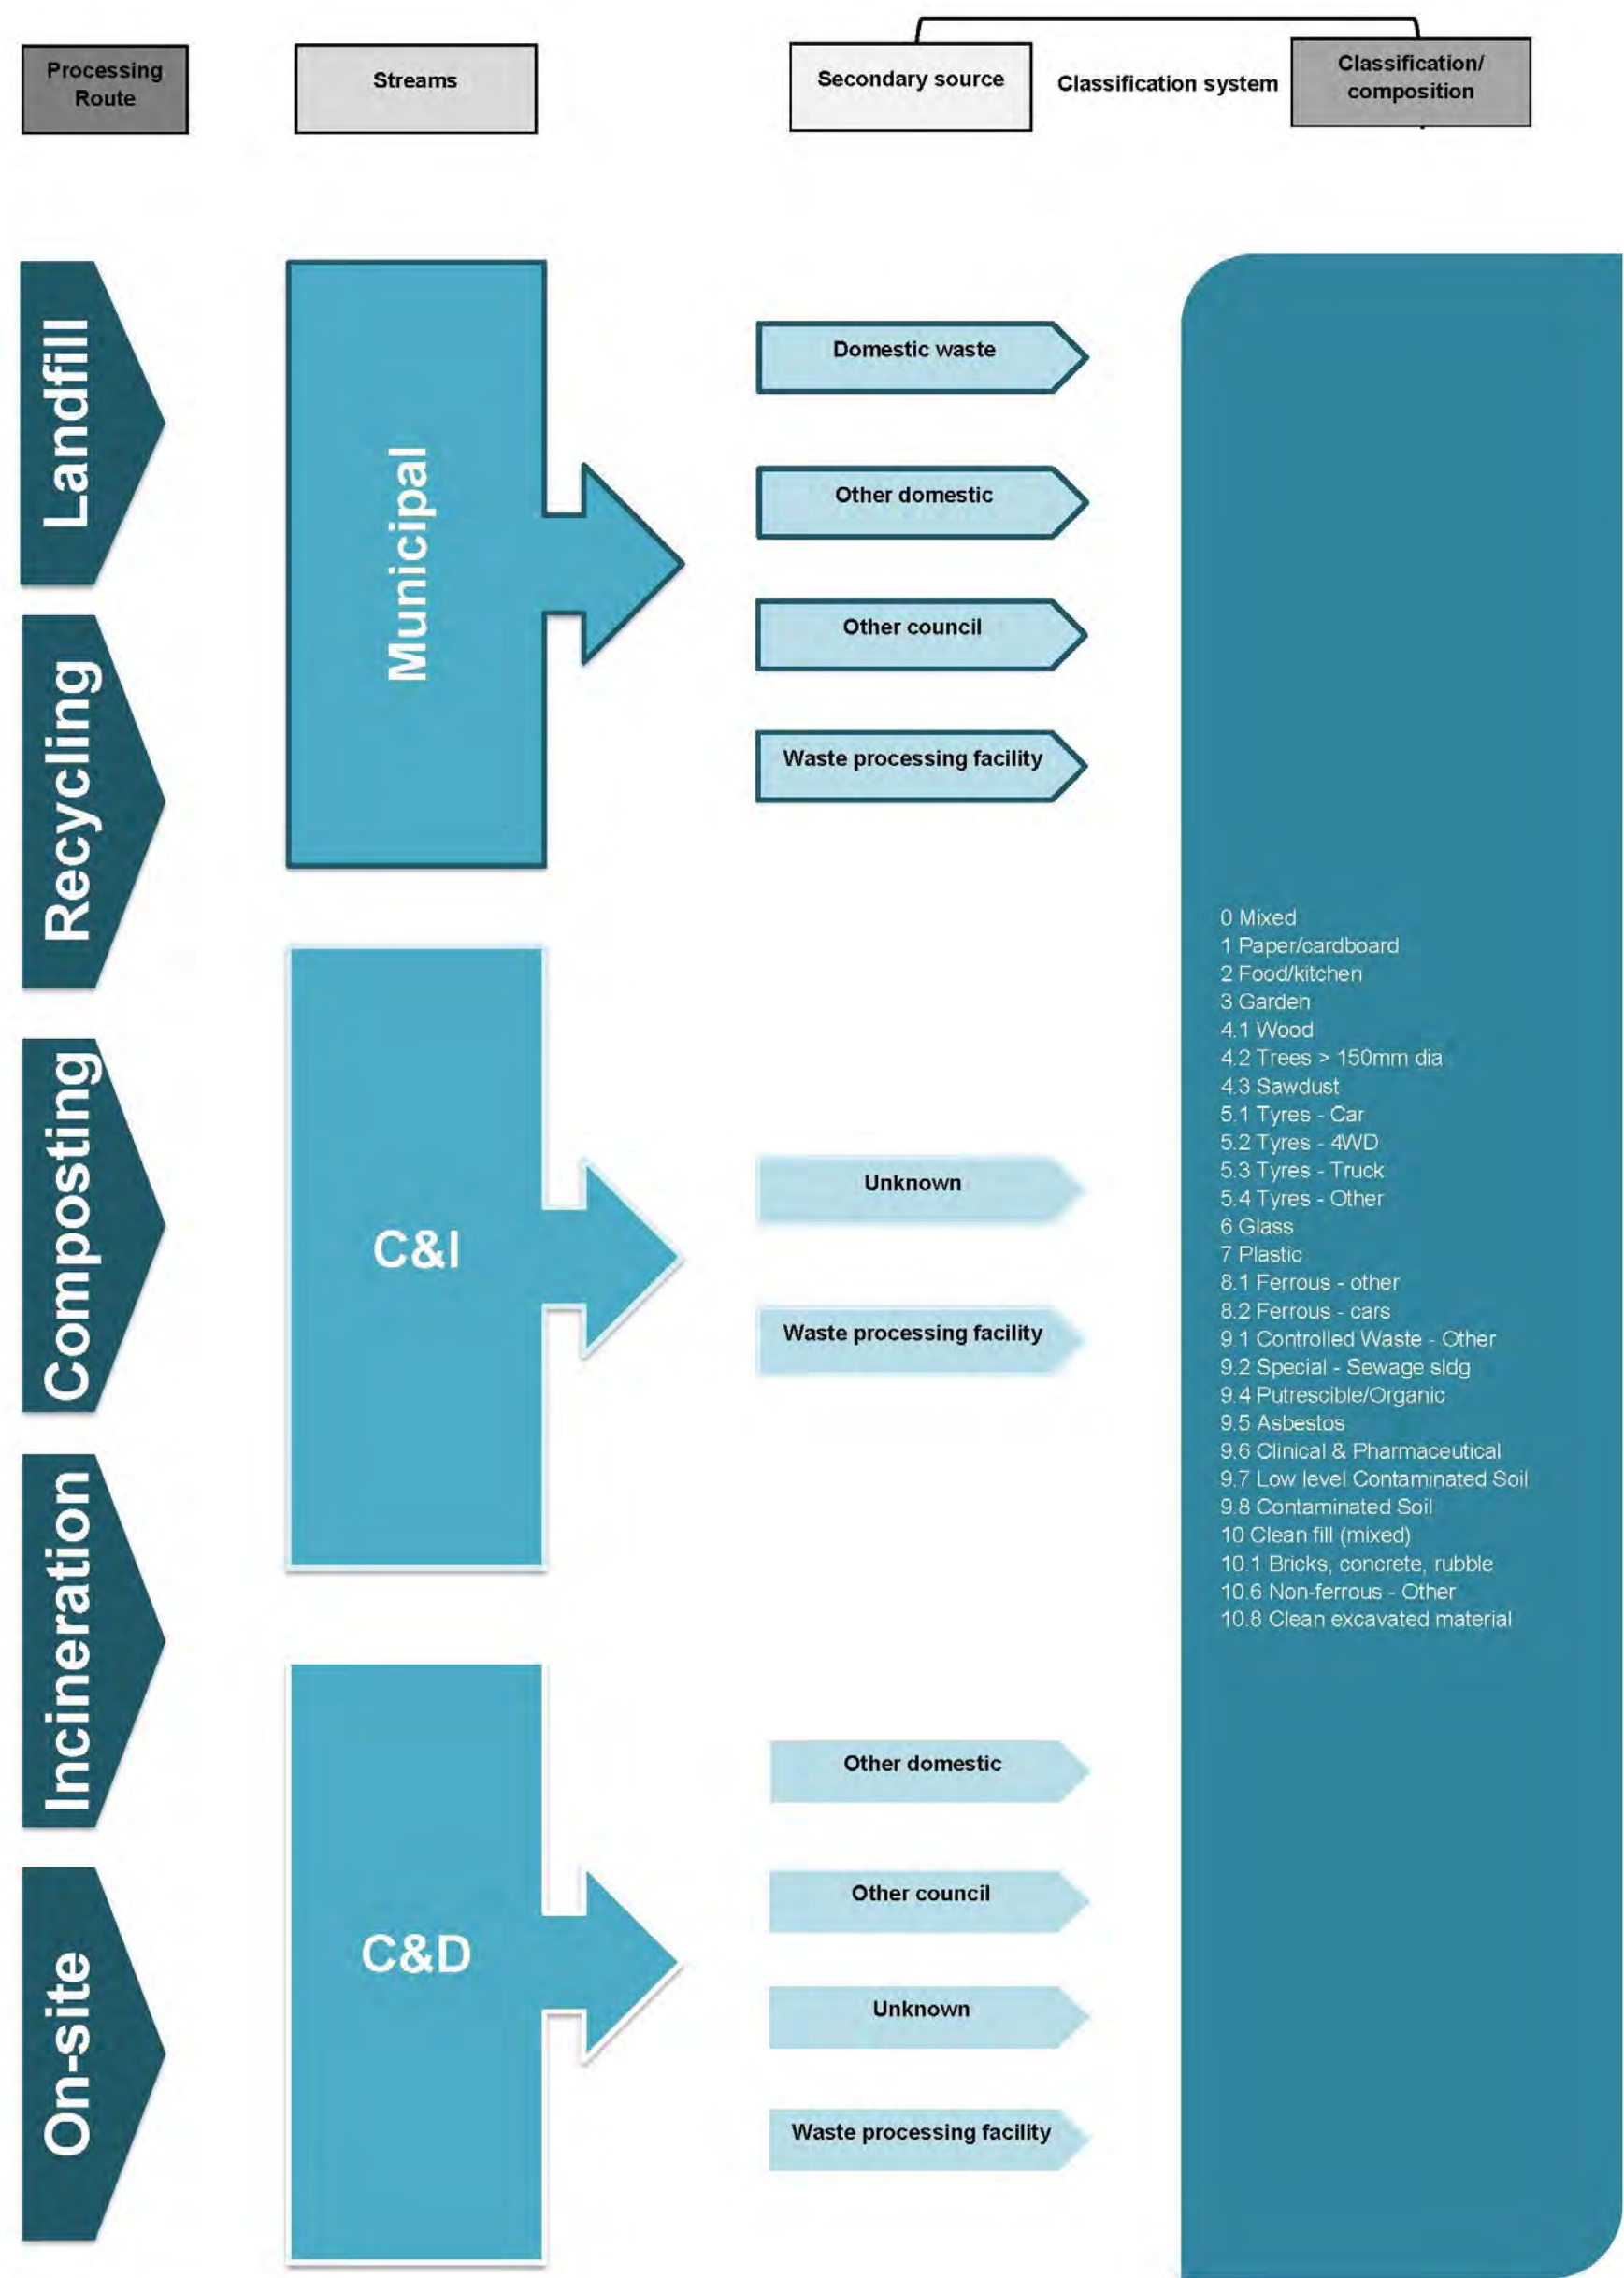 Processing
Route
Streams
Secondary source
Classification system
Classification/
composition
Landfill
Recycling
Composting
Incineration
On-site
Municipal
Domestic waste
Other domestic
Other council
Waste processing facility
C&I
Unknown
Waste processing facility
C&D
Other domestic
Other council
Unknown
Waste processing facility
0 Mixed
1 Paper/cardboard
2 Food/kitchen
3 Garden
4.1 Wood
4.2 Trees > 150mm dia
4.3 Sawdust
5.1 Tyres - Car
5.2 Tyres - 4WD
5.3 Tyres - Truck
5.4 Tyres - Other
6 Glass
7 Plastic
8.1 Ferrous - other
8.2 Ferrous - cars
9.1 Controlled Waste - Other
9.2 Special - Sewage sldg
9.4 Putrescible/Organic
9.5 Asbestos
9.6 Clinical & Pharmaceutical
9.7 Low level Contaminated Soil
9.8 Contaminated Soil
10 Clean fill (mixed)
10.1 Bricks, concrete, rubble
10.6 Non-ferrous - Other
10.8 Clean excavated material